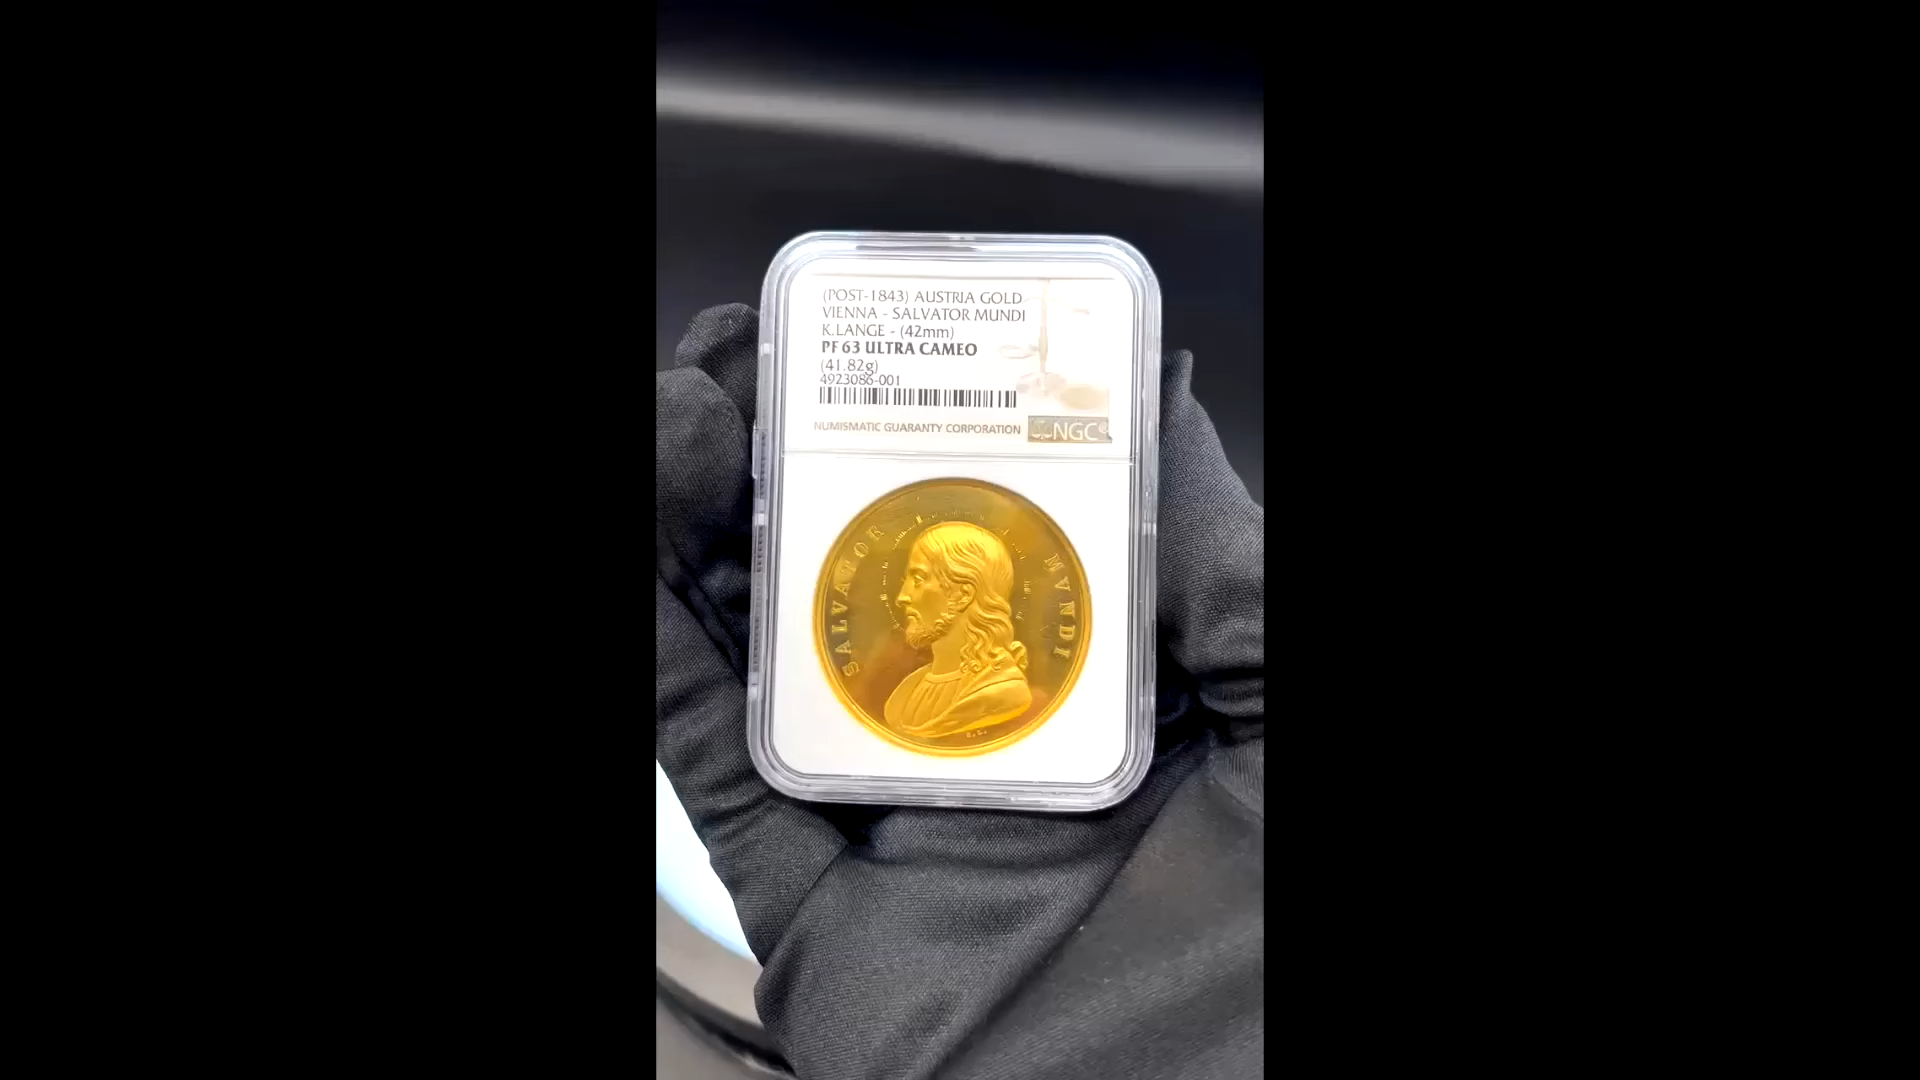 (POST-1843) AUSTRIA GOLD
VIENNA - SALVATOR MUNDI
K.LANGE - (42mm)
PF 63 ULTRA CAMEO
(41.82g)
4923086-001
NUMISMATIC GUARANTY CORPORATION NGC®
SALVATOR MVNDI